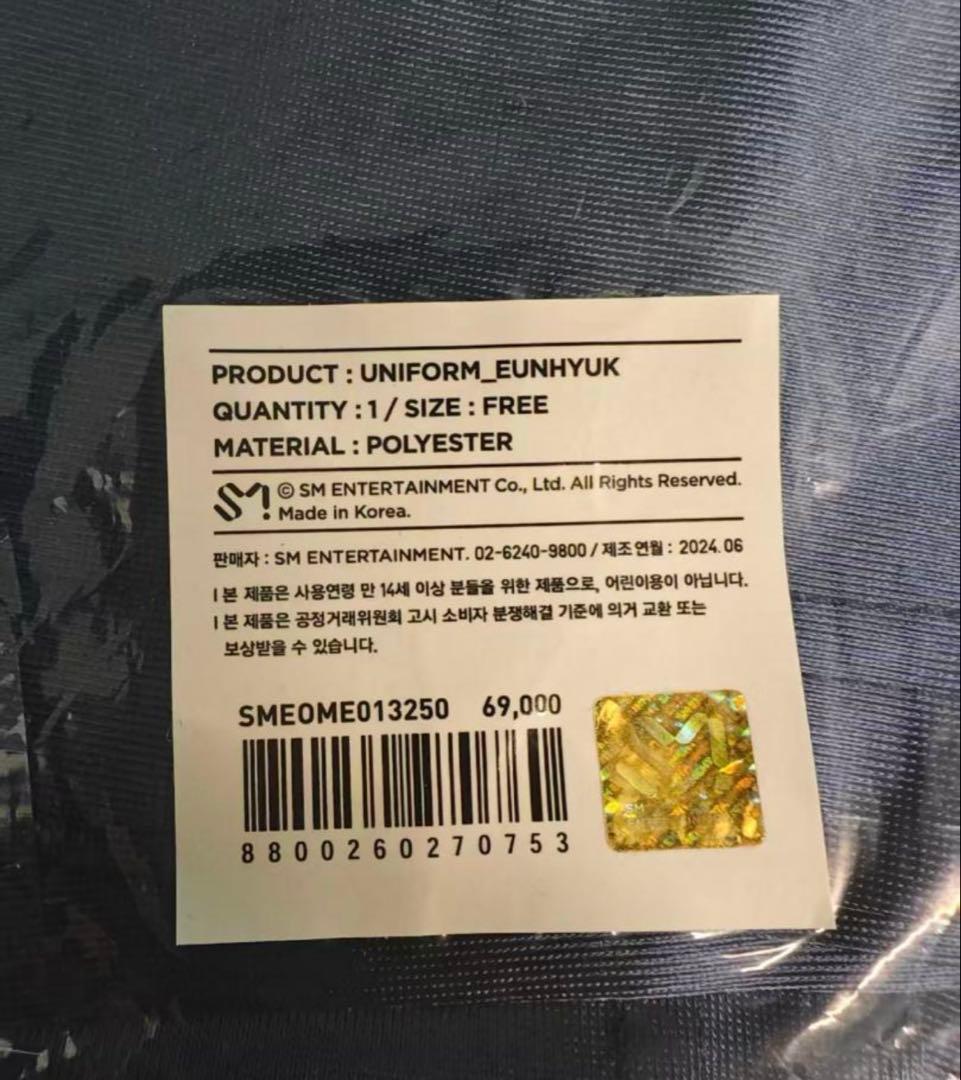 PRODUCT : UNIFORM_EUNHYUK
QUANTITY : 1 / SIZE : FREE
MATERIAL : POLYESTER
SM! © SM ENTERTAINMENT Co., Ltd. All Rights Reserved.
Made in Korea.
판매자 : SM ENTERTAINMENT. 02-6240-9800 / 제조연월 : 2024.06
I 본 제품은 사용연령 만 14세 이상 분들을 위한 제품으로, 어린이용이 아닙니다.
I 본 제품은 공정거래위원회 고시 소비자 분쟁해결 기준에 의거 교환 또는
보상받을 수 있습니다.
SMEOME013250 69,000
8800260270753
SM